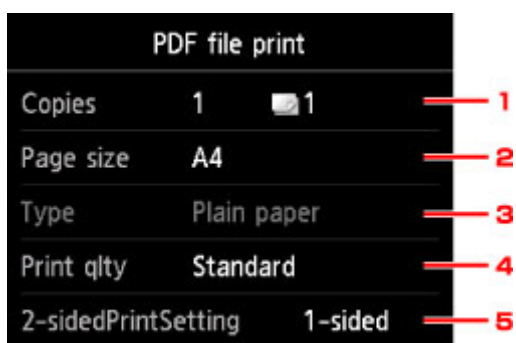 PDF file print
Copies 1 1 1
Page size A4 2
Type Plain paper 3
Print qlty Standard 4
2-sidedPrintSetting 1-sided 5